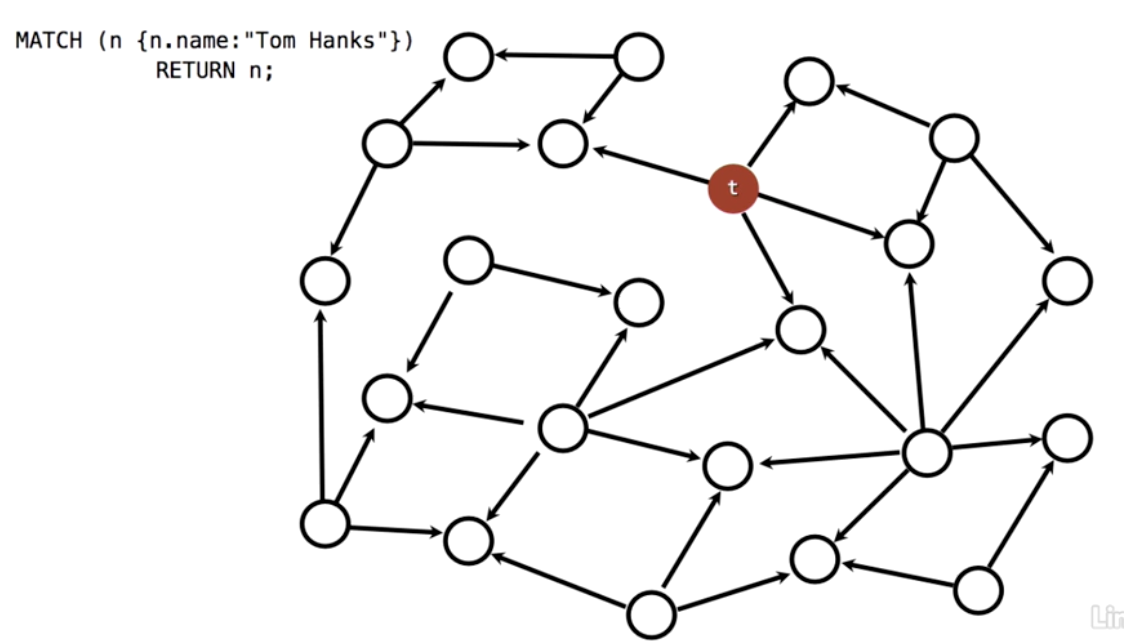 MATCH (n {n.name:"Tom Hanks"})
RETURN n;
t